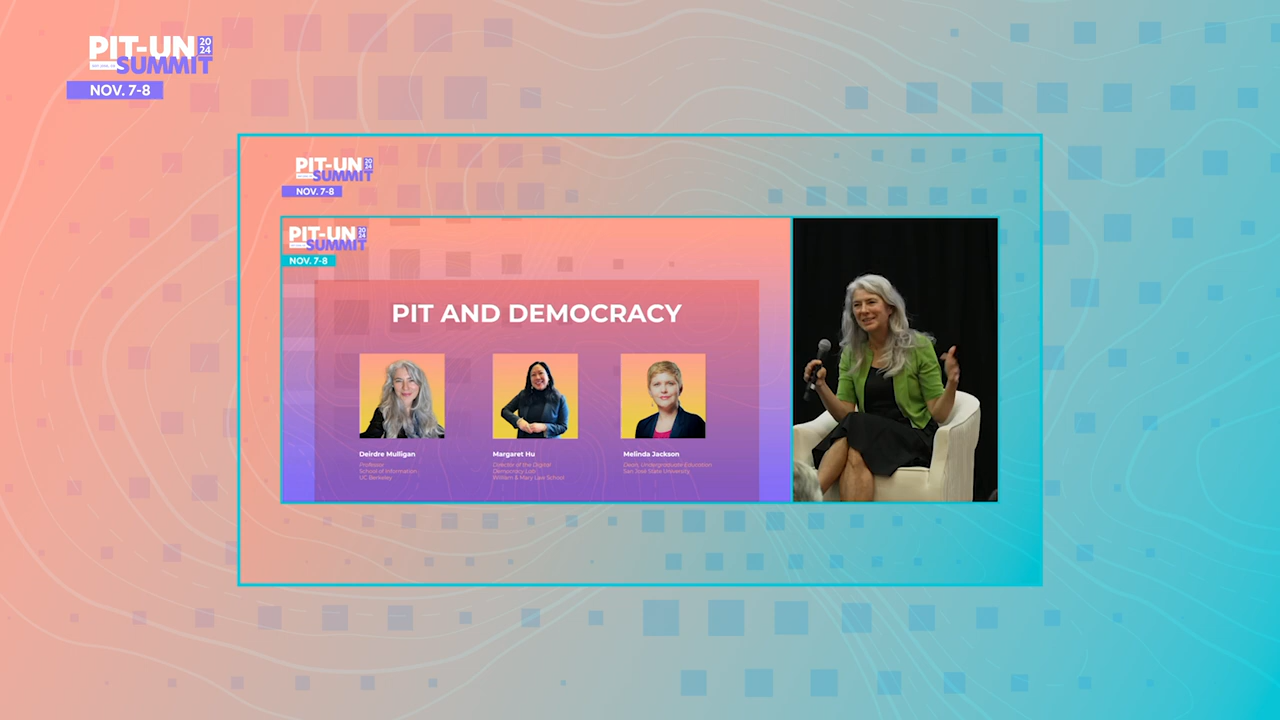 PIT-UN 2024
SUMMIT
NOV. 7-8
PIT-UN 2024
SUMMIT
NOV. 7-8
PIT-UN 2024
SUMMIT
NOV. 7-8
PIT AND DEMOCRACY
Deirdre Mulligan
Professor
School of Information
UC Berkeley
Margaret Hu
Director of the Digital
Democracy Lab
William & Mary Law School
Melinda Jackson
Dean, Undergraduate Education
San José State University